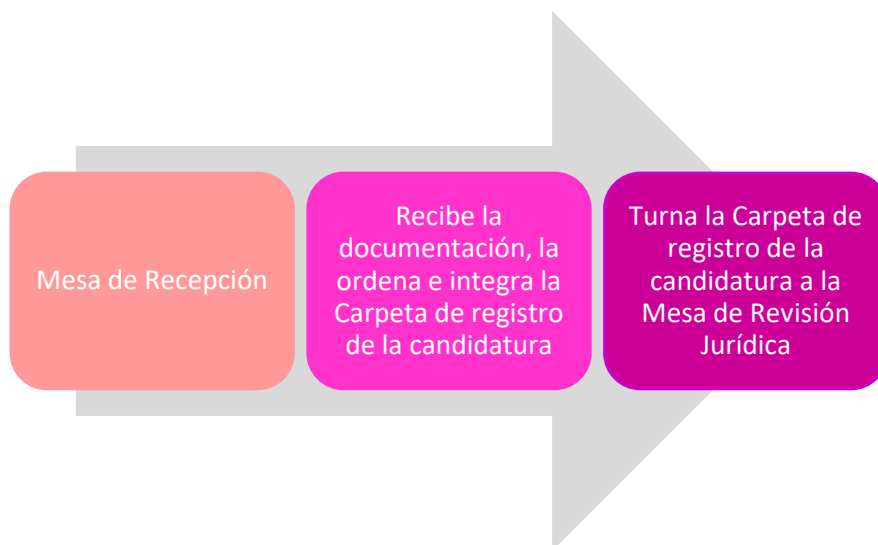 Mesa de Recepción
Recibe la
documentación, la
ordena e integra la
Carpeta de registro
de la candidatura
Turna la Carpeta de
registro de la
candidatura a la
Mesa de Revisión
Jurídica